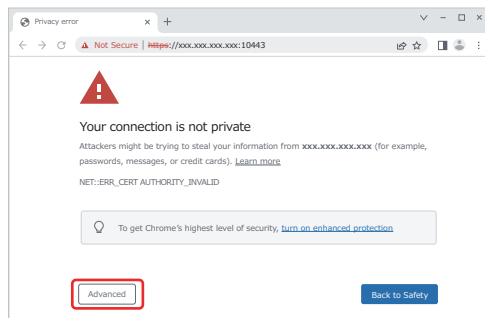 Privacy error
Not Secure | https://xxx.xxx.xxx.xxx:10443
Your connection is not private
Attackers might be trying to steal your information from xxx.xxx.xxx.xxx (for example,
passwords, messages, or credit cards). Learn more
NET::ERR_CERT AUTHORITY_INVALID
To get Chrome's highest level of security, turn on enhanced protection
Advanced
Back to Safety